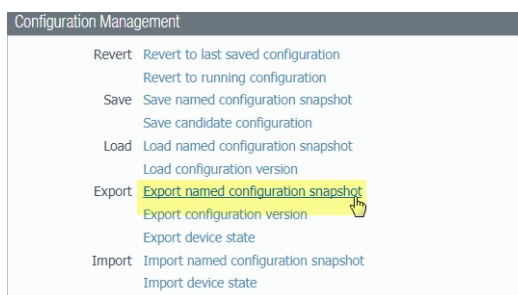 Configuration Management
Revert Revert to last saved configuration
Revert to running configuration
Save Save named configuration snapshot
Save candidate configuration
Load Load named configuration snapshot
Load configuration version
Export Export named configuration snapshot
Export configuration version
Export device state
Import Import named configuration snapshot
Import device state